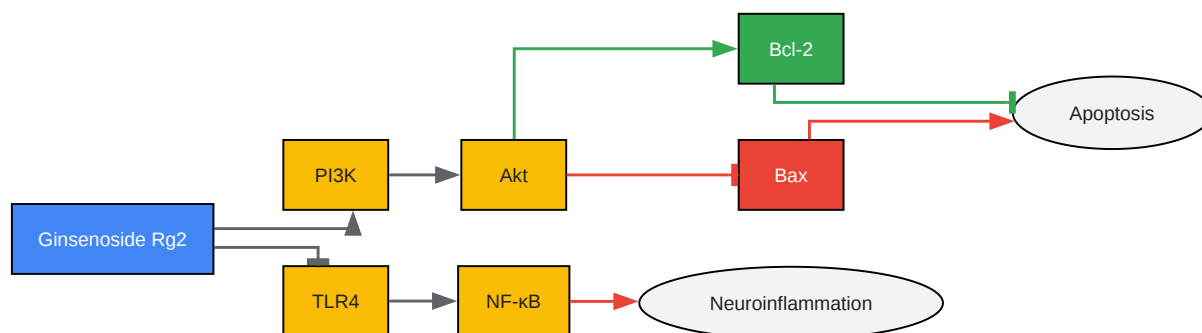 Bcl-2
Apoptosis
PI3K
Akt
Bax
Ginsenoside Rg2
TLR4
NF-κB
Neuroinflammation